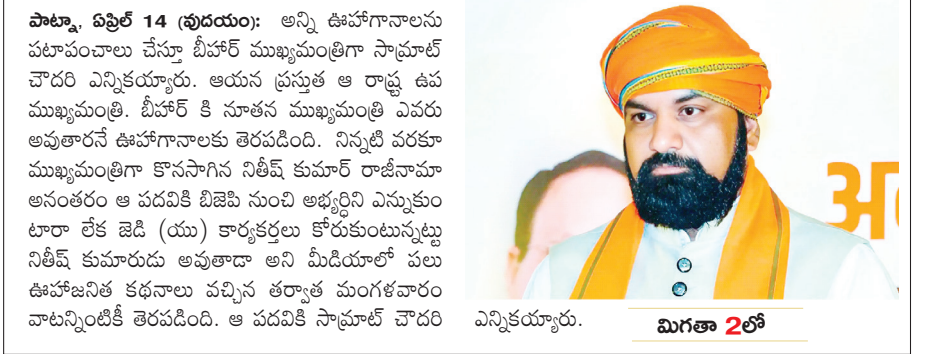 పాట్నా, ఏప్రిల్ 14 (వుదయం): అన్ని ఊహాగానాలను
పటాపంచాలు చేస్తూ బీహార్ ముఖ్యమంత్రిగా సామ్రాట్
చౌదరి ఎన్నికయ్యారు. ఆయన ప్రస్తుత ఆ రాష్ట్ర ఉప
ముఖ్యమంత్రి. బీహార్ కి నూతన ముఖ్యమంత్రి ఎవరు
అవుతారనే ఊహాగానాలకు తెరపడింది. నిన్నటి వరకూ
ముఖ్యమంత్రిగా కొనసాగిన నితీష్ కుమార్ రాజీనామా
అనంతరం ఆ పదవికి బిజెపి నుంచి అభ్యర్ధిని ఎన్నుకుం
టారా లేక జెడి (యు) కార్యకర్తలు కోరుకుంటున్నట్టు
నితీష్ కుమారుడు అవుతాడా అని మీడియాలో పలు
ఊహాజనిత కథనాలు వచ్చిన తర్వాత మంగళవారం
వాటన్నింటికీ తెరపడింది. ఆ పదవికి సామ్రాట్ చౌదరి
ఎన్నికయ్యారు.
మిగతా 2లో